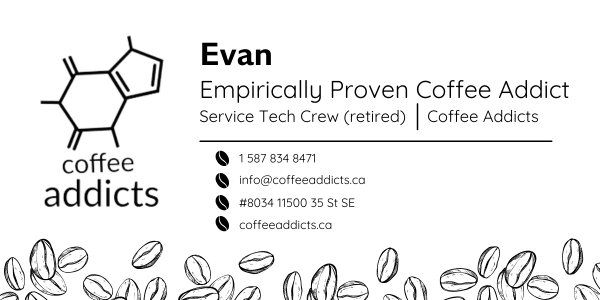 Evan
Empirically Proven Coffee Addict
Service Tech Crew (retired) | Coffee Addicts
1 587 834 8471
info@coffeeaddicts.ca
#8034 11500 35 St SE
coffeeaddicts.ca
coffee
addicts